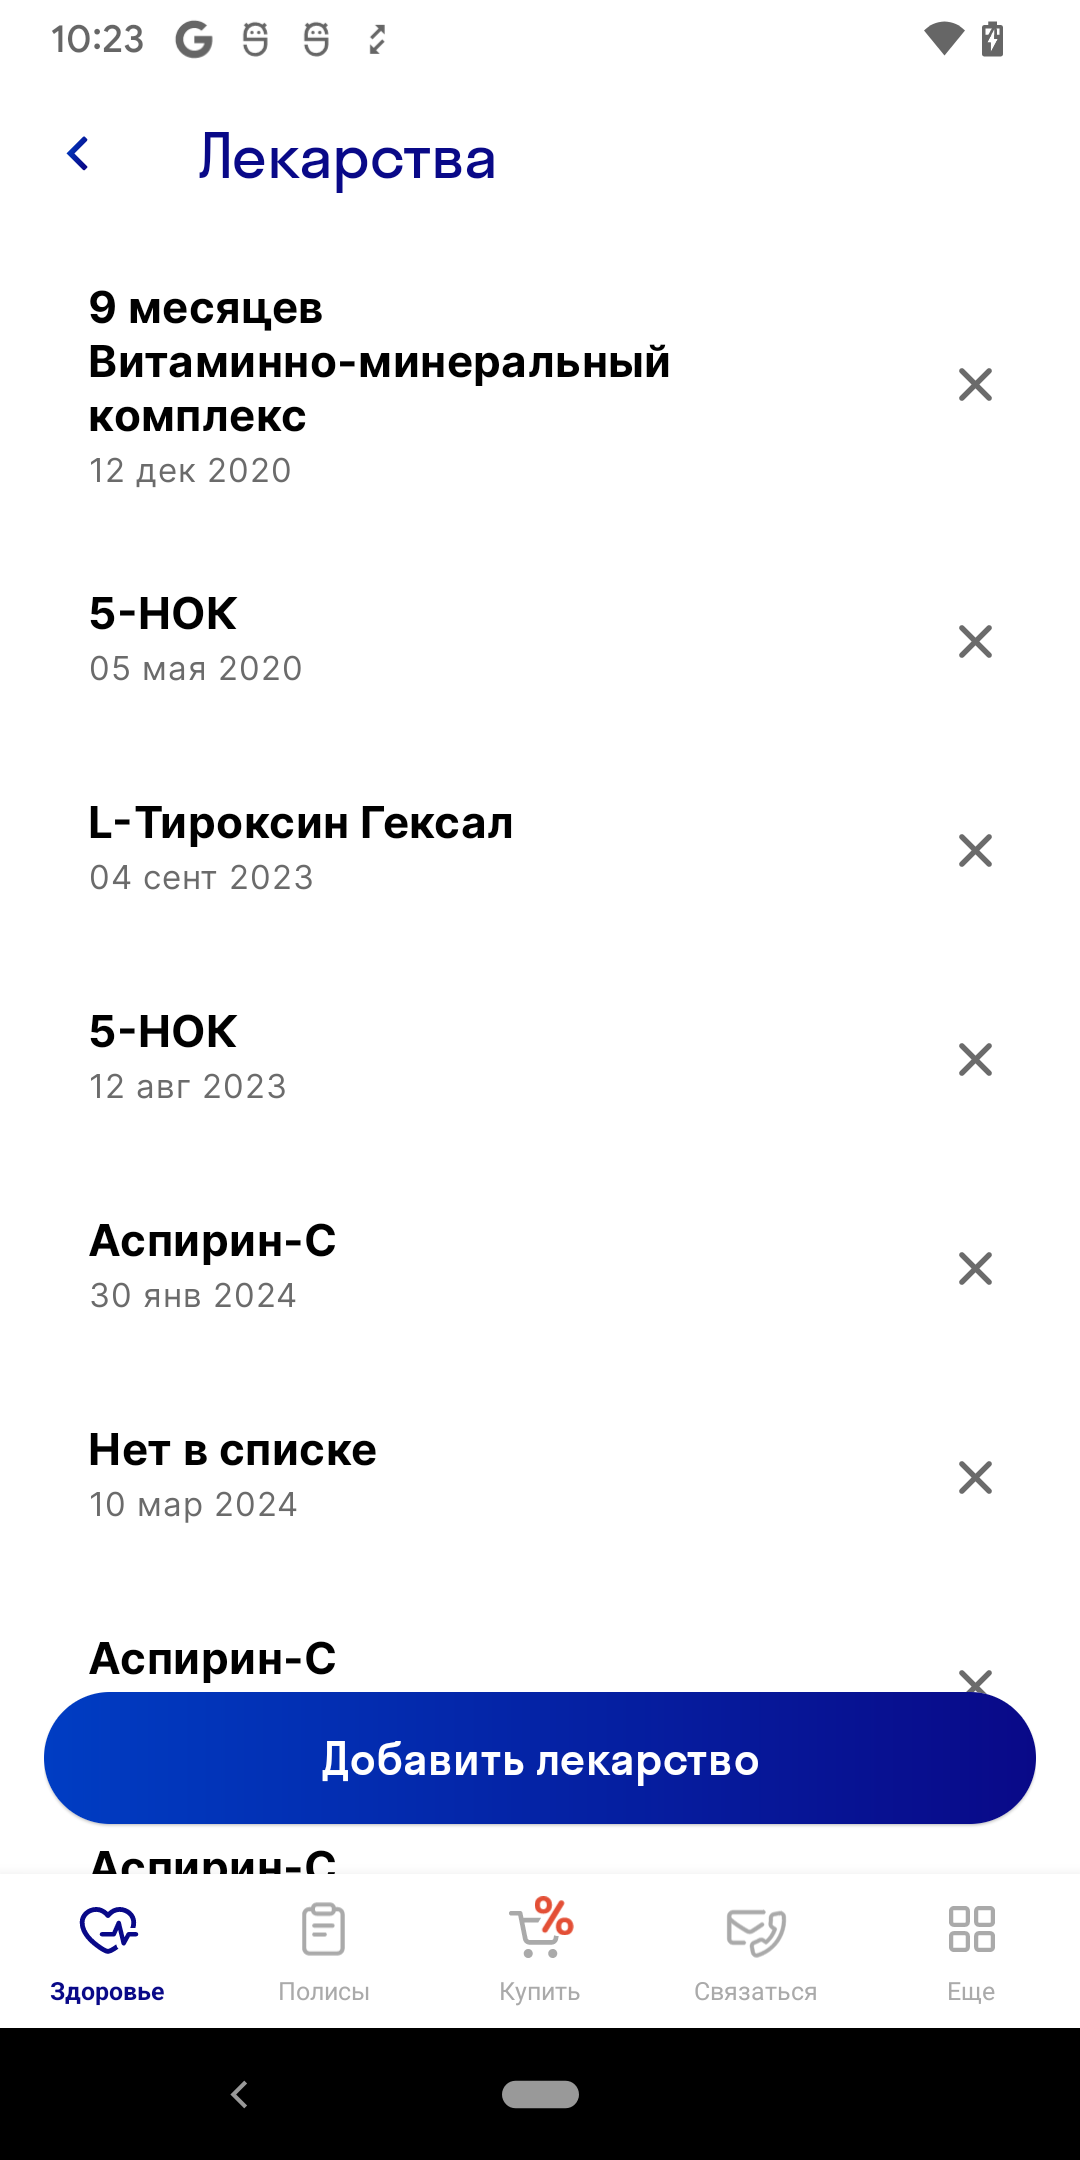 10:23
Лекарства
9 месяцев
Витаминно-минеральный
комплекс
12 дек 2020
5-НОК
05 мая 2020
L-Тироксин Гексал
04 сент 2023
5-НОК
12 авг 2023
Аспирин-С
30 янв 2024
Нет в списке
10 мар 2024
Аспирин-С
Добавить лекарство
Аспирин-С
%
Здоровье
Полисы
Купить
Связаться
Еще